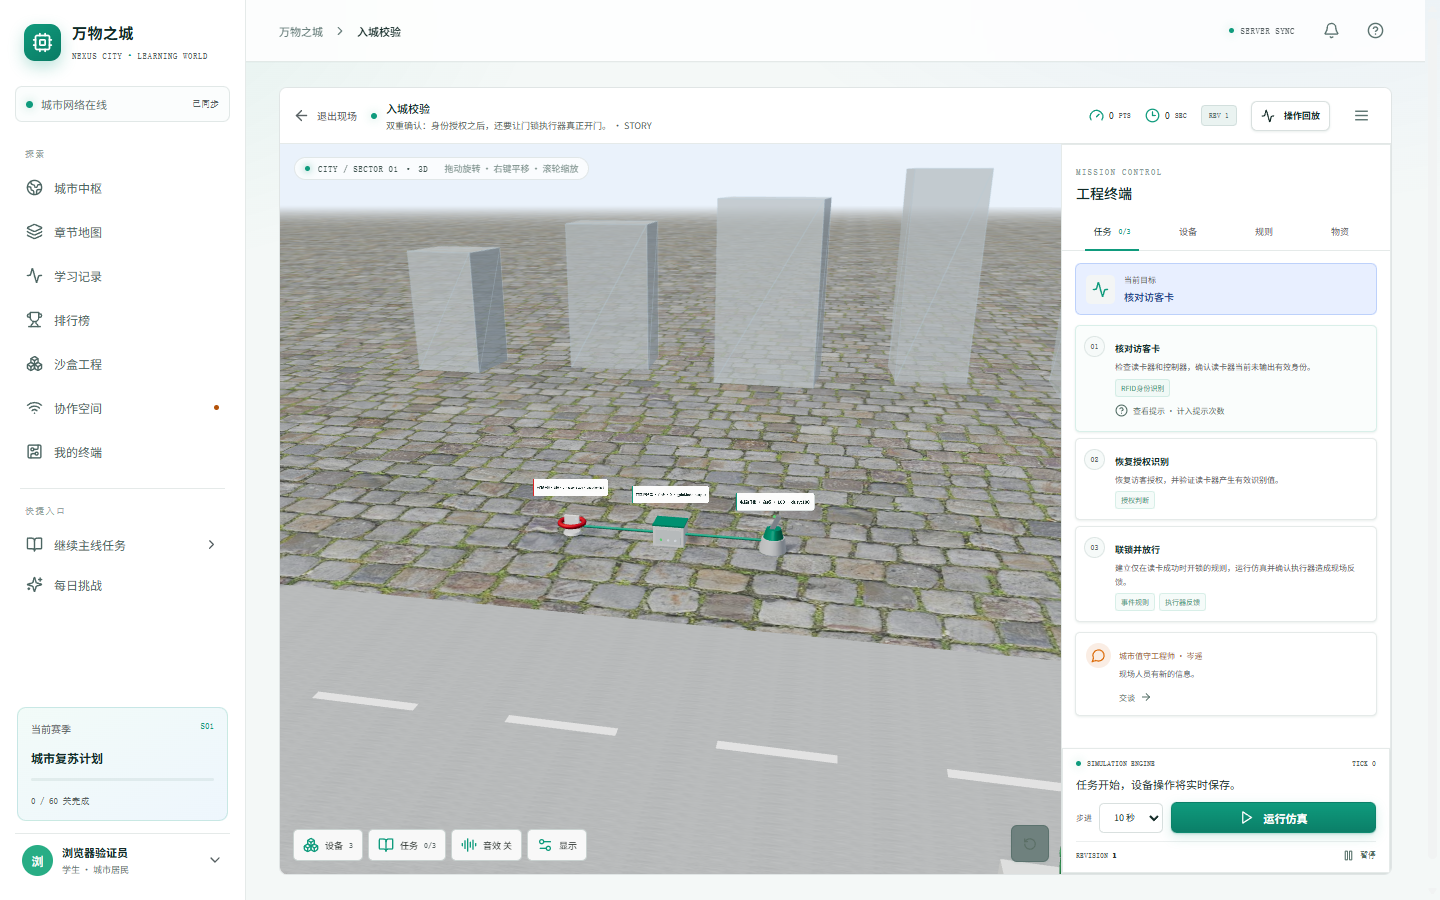 万物之城
NEXUS CITY • LEARNING WORLD
城市网络在线
已同步
探索
城市中枢
章节地图
学习记录
排行榜
沙盒工程
协作空间
我的终端
快捷入口
继续主线任务
每日挑战
当前赛季
S01
城市复苏计划
0 / 60 关完成
浏
浏览器验证员
学生 • 城市居民
万物之城
入城校验
SERVER SYNC
退出现场
入城校验
双重确认：身份授权之后，还要让门锁执行器真正开门。 • STORY
0 PTS
0 SEC
REV 1
操作回放
CITY / SECTOR 01 • 3D
拖动旋转 • 右键平移 • 滚轮缩放
设备 3
任务 0/3
音效 关
显示
MISSION CONTROL
工程终端
任务 0/3
设备
规则
物资
当前目标
核对访客卡
01
核对访客卡
检查读卡器和控制器，确认读卡器当前未输出有效身份。
RFID身份识别
查看提示 • 计入提示次数
02
恢复授权识别
恢复访客授权，并验证读卡器产生有效识别值。
授权判断
03
联锁并放行
建立仅在读卡成功时开锁的规则，运行仿真并确认执行器造成现场反
馈。
事件规则
执行器反馈
城市值守工程师 • 岑遥
现场人员有新的信息。
交谈
SIMULATION ENGINE
TICK 0
任务开始，设备操作将实时保存。
步进
10 秒
运行仿真
REVISION 1
暂停